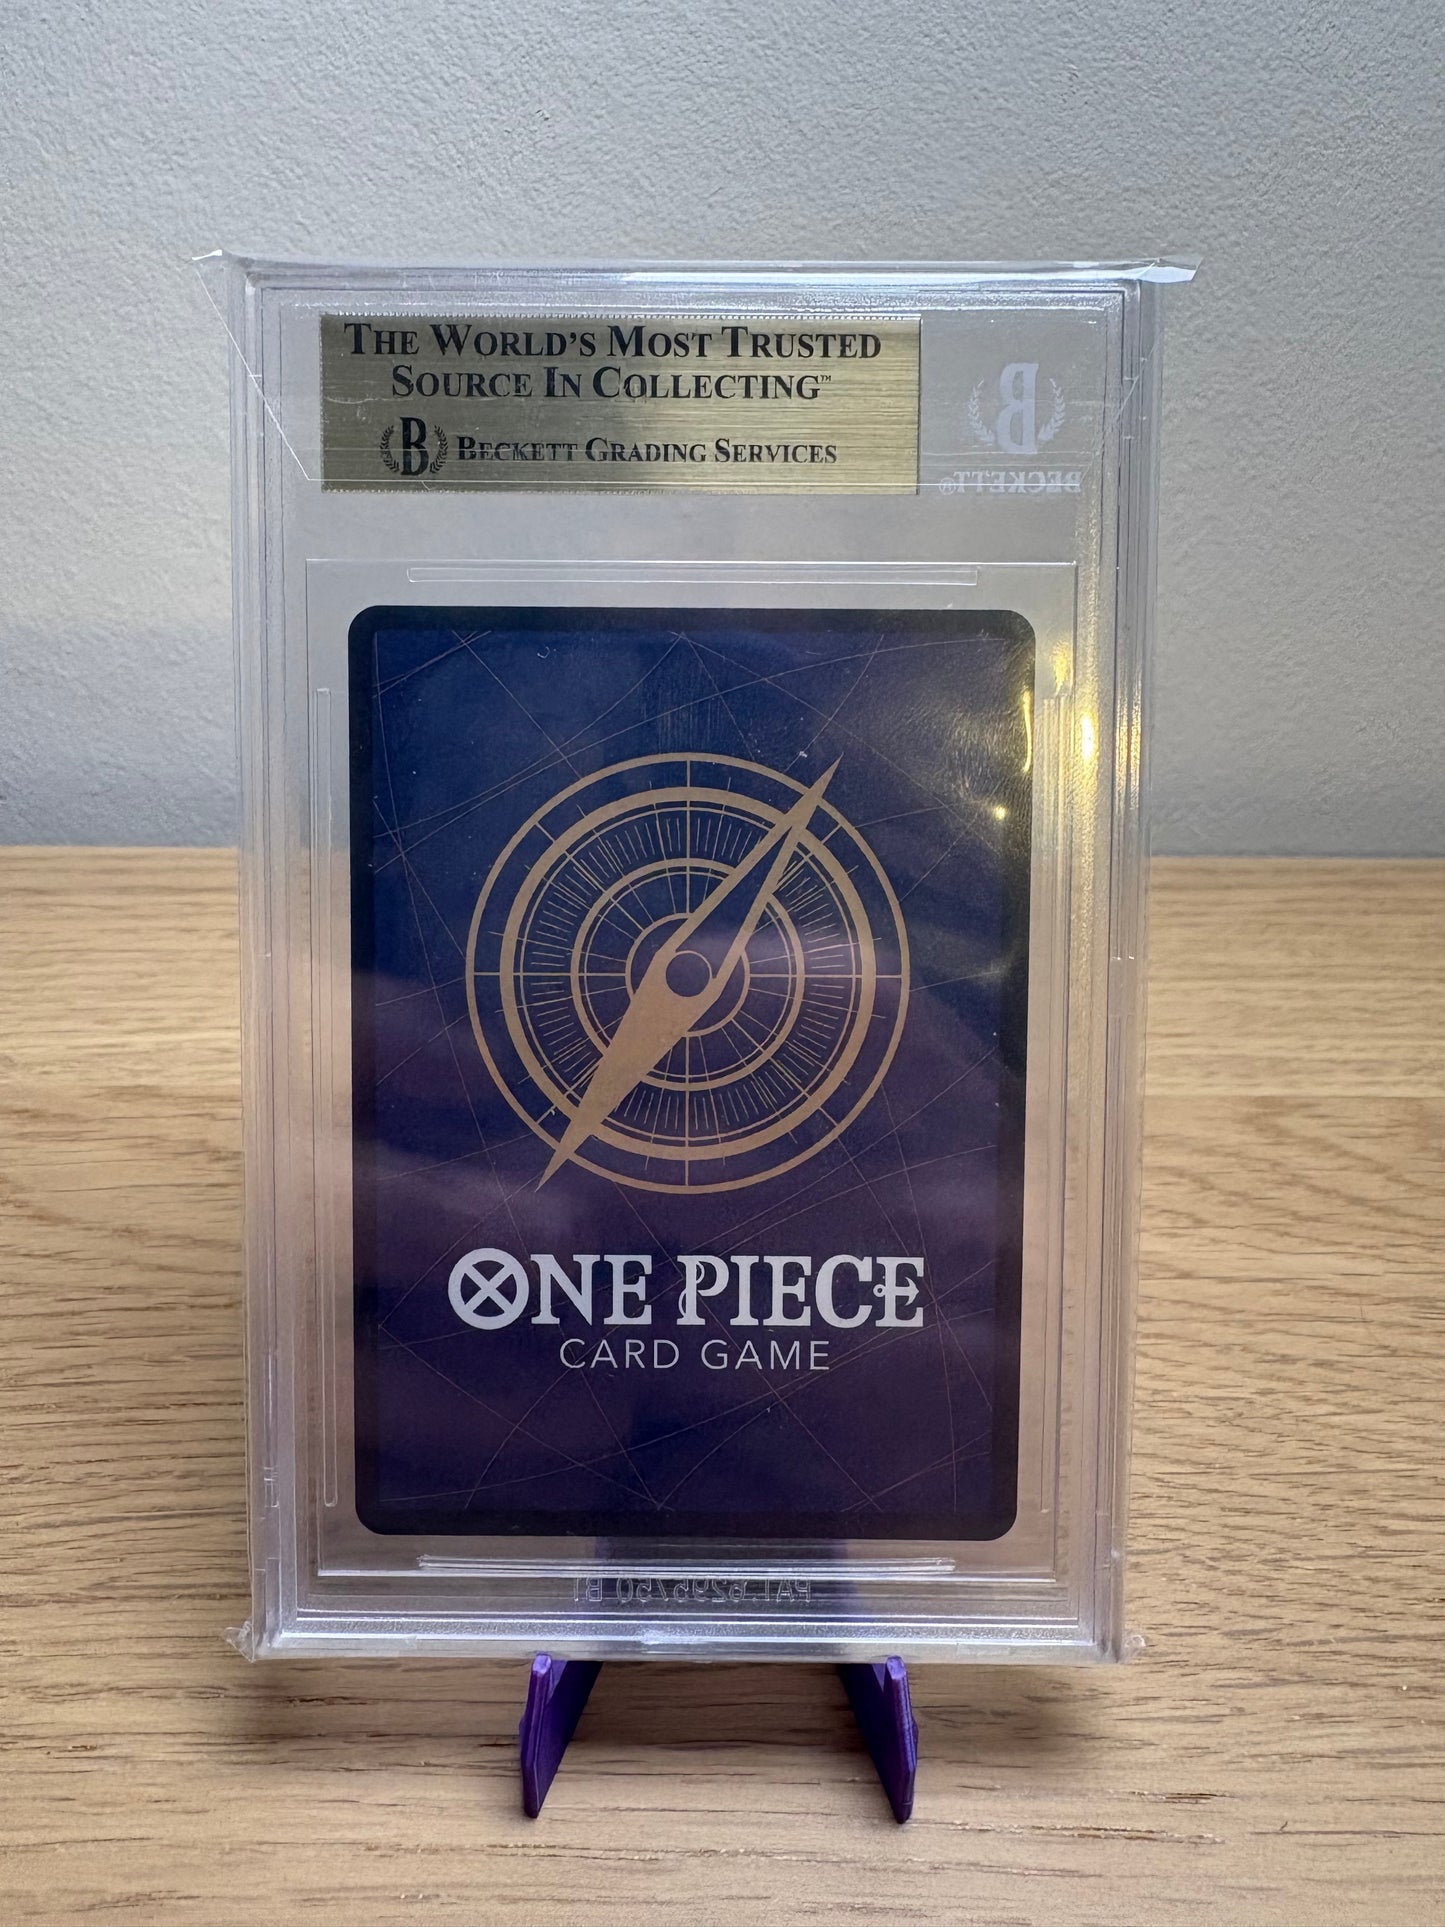 THE WORLD'S MOST TRUSTED
SOURCE IN COLLECTING™
B BECKETT GRADING SERVICES
B
BECKETT®
ONE PIECE
CARD GAME